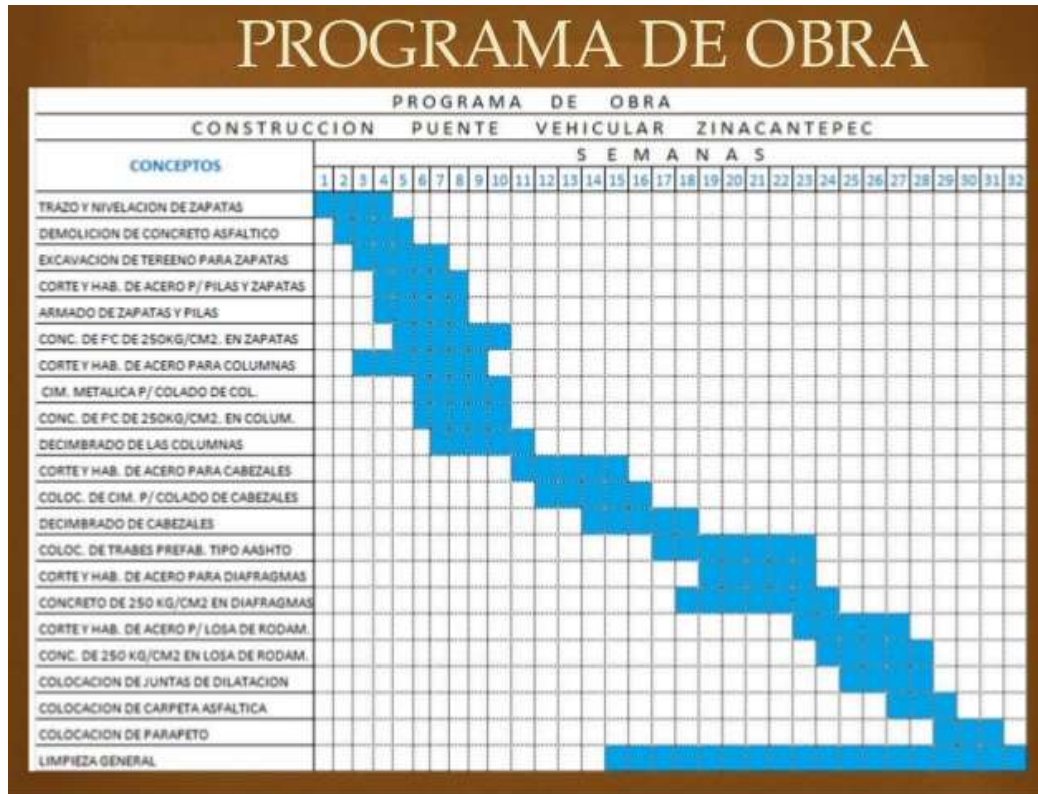 PROGRAMA DE OBRA
PROGRAMA DE OBRA
CONSTRUCCION PUENTE VEHICULAR ZINACANTEPEC
CONCEPTOS
SEMANAS
1 2 3 4 5 6 7 8 9 10 11 12 13 14 15 16 17 18 19 20 21 22 23 24 25 26 27 28 29 30 31 32
TRAZO Y NIVELACION DE ZAPATAS
DEMOLICION DE CONCRETO ASFALTICO
EXCAVACION DE TEREENO PARA ZAPATAS
CORTE Y HAB. DE ACERO P/ PILAS Y ZAPATAS
ARMADO DE ZAPATAS Y PILAS
CONC. DE F'C DE 250KG/CM2. EN ZAPATAS
CORTE Y HAB. DE ACERO PARA COLUMNAS
CIM. METALICA P/ COLADO DE COL.
CONC. DE F'C DE 250KG/CM2. EN COLUM.
DECIMBRADO DE LAS COLUMNAS
CORTE Y HAB. DE ACERO PARA CABEZALES
COLOC. DE CIM. P/ COLADO DE CABEZALES
DECIMBRADO DE CABEZALES
COLOC. DE TRABES PREFAB. TIPO AASHTO
CORTE Y HAB. DE ACERO PARA DIAFRAGMAS
CONCRETO DE 250 KG/CM2 EN DIAFRAGMAS
CORTE Y HAB. DE ACERO P/ LOSA DE RODAM.
CONC. DE 250 KG/CM2 EN LOSA DE RODAM.
COLOCACION DE JUNTAS DE DILATACION
COLOCACION DE CARPETA ASFALTICA
COLOCACION DE PARAPETO
LIMPIEZA GENERAL